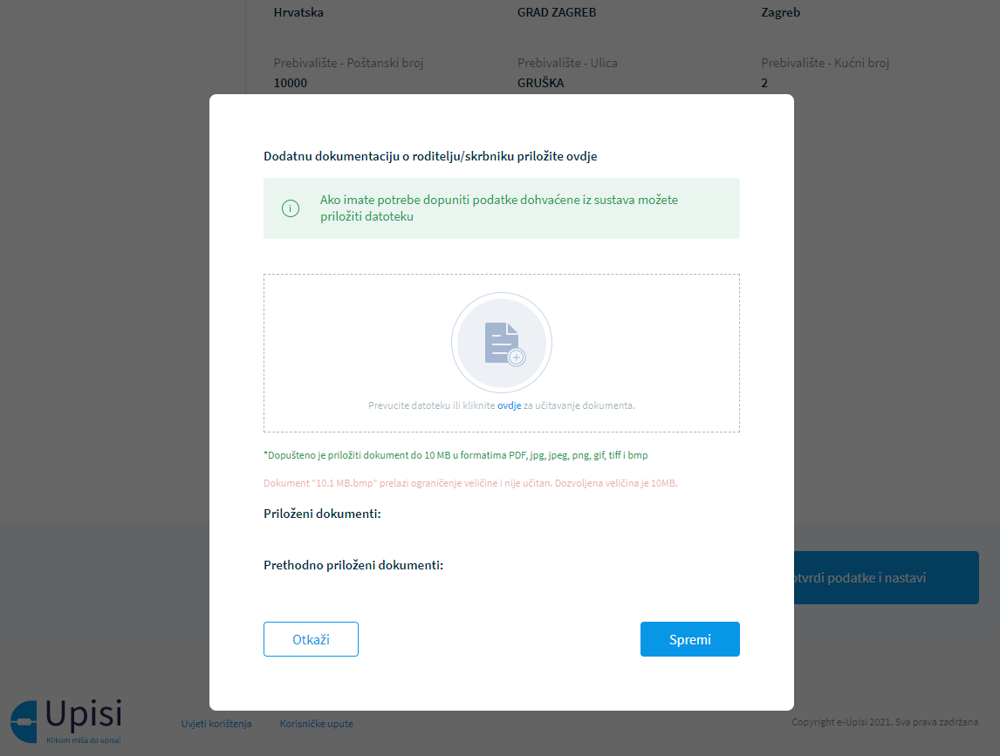 Hrvatska GRAD ZAGREB Zagreb
Prebivalište - Poštanski broj Prebivalište - Ulica Prebivalište - Kućni broj
10000 GRUŠKA 2
Dodatnu dokumentaciju o roditelju/skrbniku priložite ovdje
Ako imate potrebe dopuniti podatke dohvaćene iz sustava možete
priložiti datoteku
Prevucite datoteku ili kliknite ovdje za učitavanje dokumenta.
*Dopušteno je priložiti dokument do 10 MB u formatima PDF, jpg, jpeg, png, gif, tiff i bmp
Dokument "10.1 MB.bmp" prelazi ograničenje veličine i nije učitan. Dozvoljena veličina je 10MB.
Priloženi dokumenti:
Prethodno priloženi dokumenti:
otvrdi podatke i nastavi
Otkaži Spremi
Upisi
Klikom miša do upisa!
Uvjeti korištenja Korisničke upute Copyright e-Upisi 2021. Sva prava zadržana